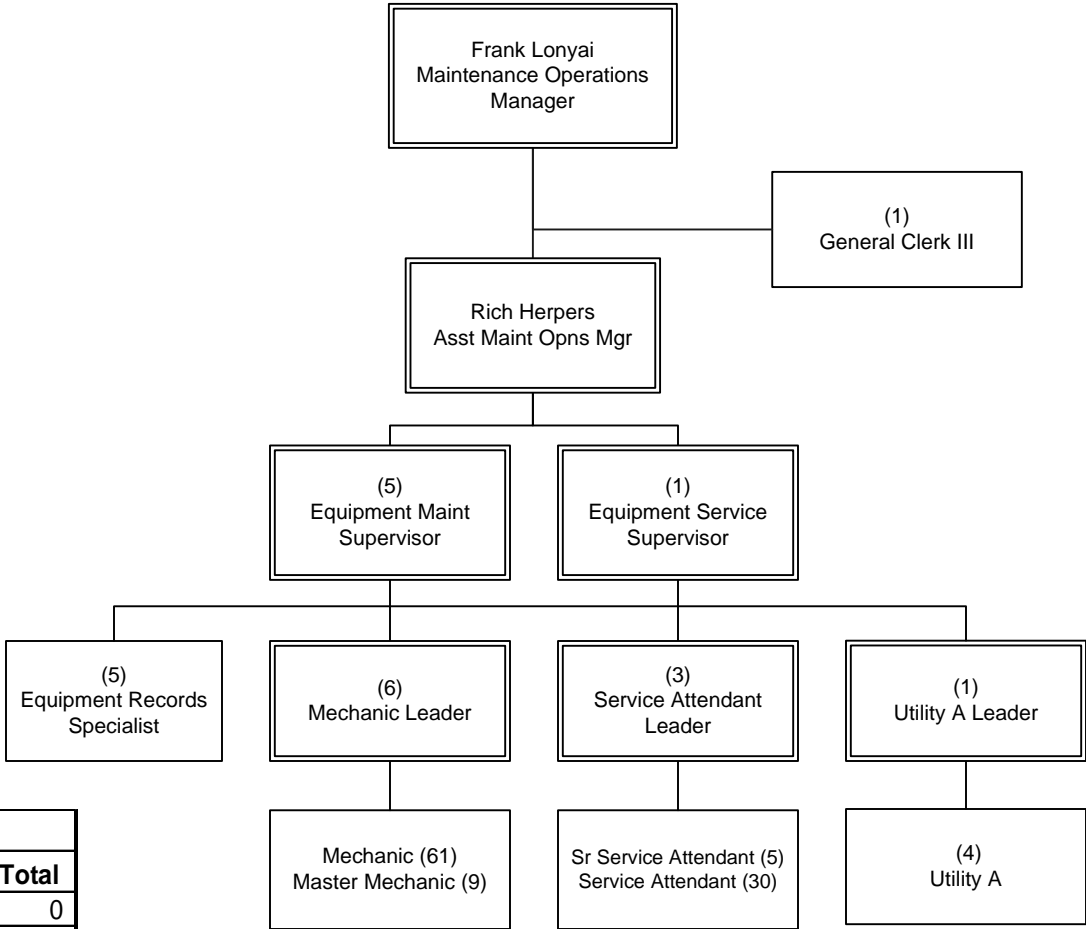 Frank Lonyai
Maintenance Operations
Manager
(1)
General Clerk III
Rich Herpers
Asst Maint Opns Mgr
(5)
Equipment Maint
Supervisor
(1)
Equipment Service
Supervisor
(5)
Equipment Records
Specialist
(6)
Mechanic Leader
(3)
Service Attendant
Leader
(1)
Utility A Leader
Mechanic (61)
Master Mechanic (9)
Sr Service Attendant (5)
Service Attendant (30)
(4)
Utility A
Total
0